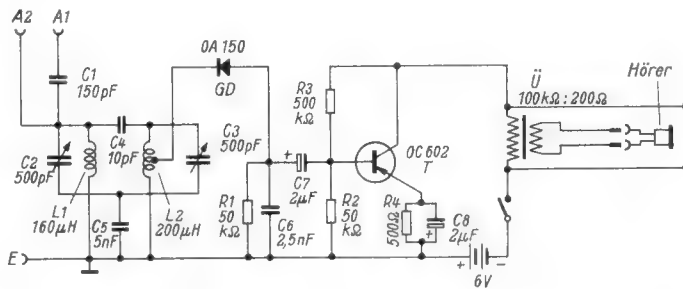 A2 A1
C1
150pF
OA 150
GD
C2
500pF
C4
10pF
C3
500pF
L1
160µH
L2
200µH
C5
5nF
E
R1
50
kΩ
C6
2,5nF
C7
2µF
+
R3
500
kΩ
R2
50
kΩ
OC 602
T
R4
500Ω
C8
2µF
+
+ −
6V
Ü
100kΩ : 200Ω
Hörer